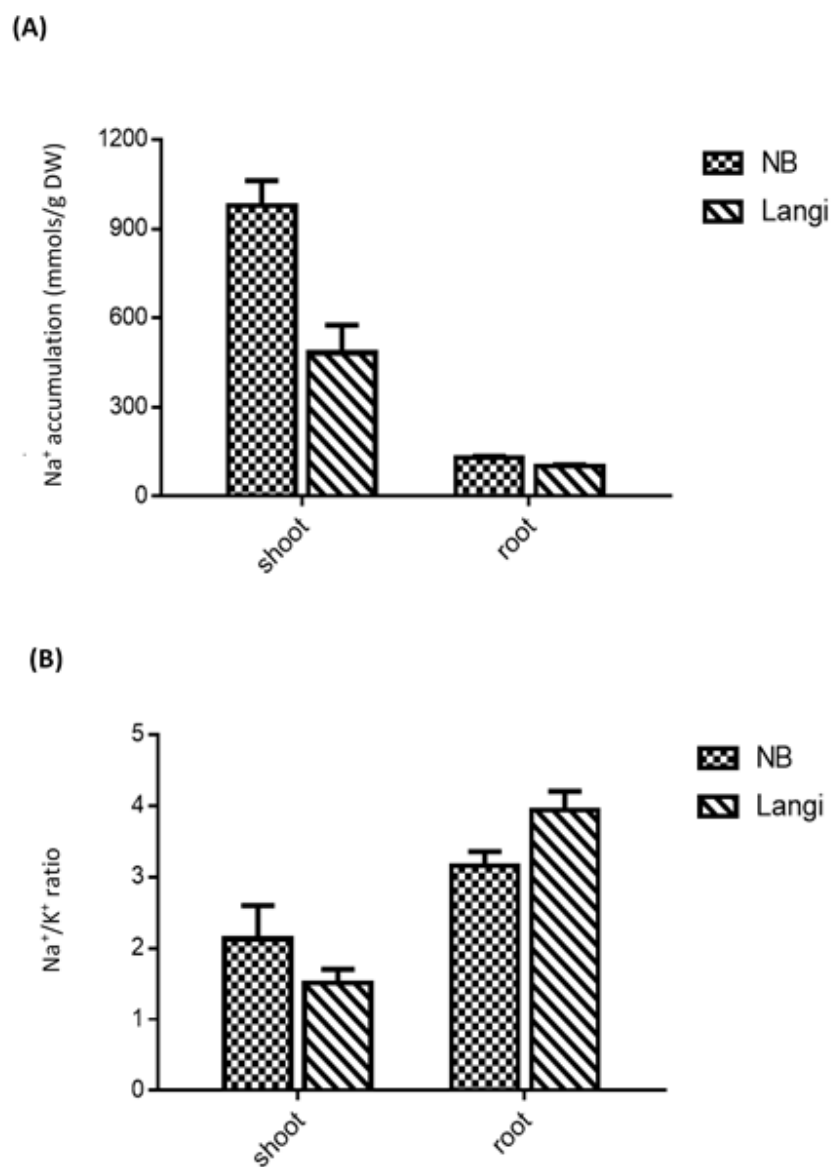 (A)
Na⁺ accumulation (mmols/g DW)
1200
900
600
300
0
NB
Langi
shoot
root
(B)
Na⁺/K⁺ ratio
5
4
3
2
1
0
NB
Langi
shoot
root